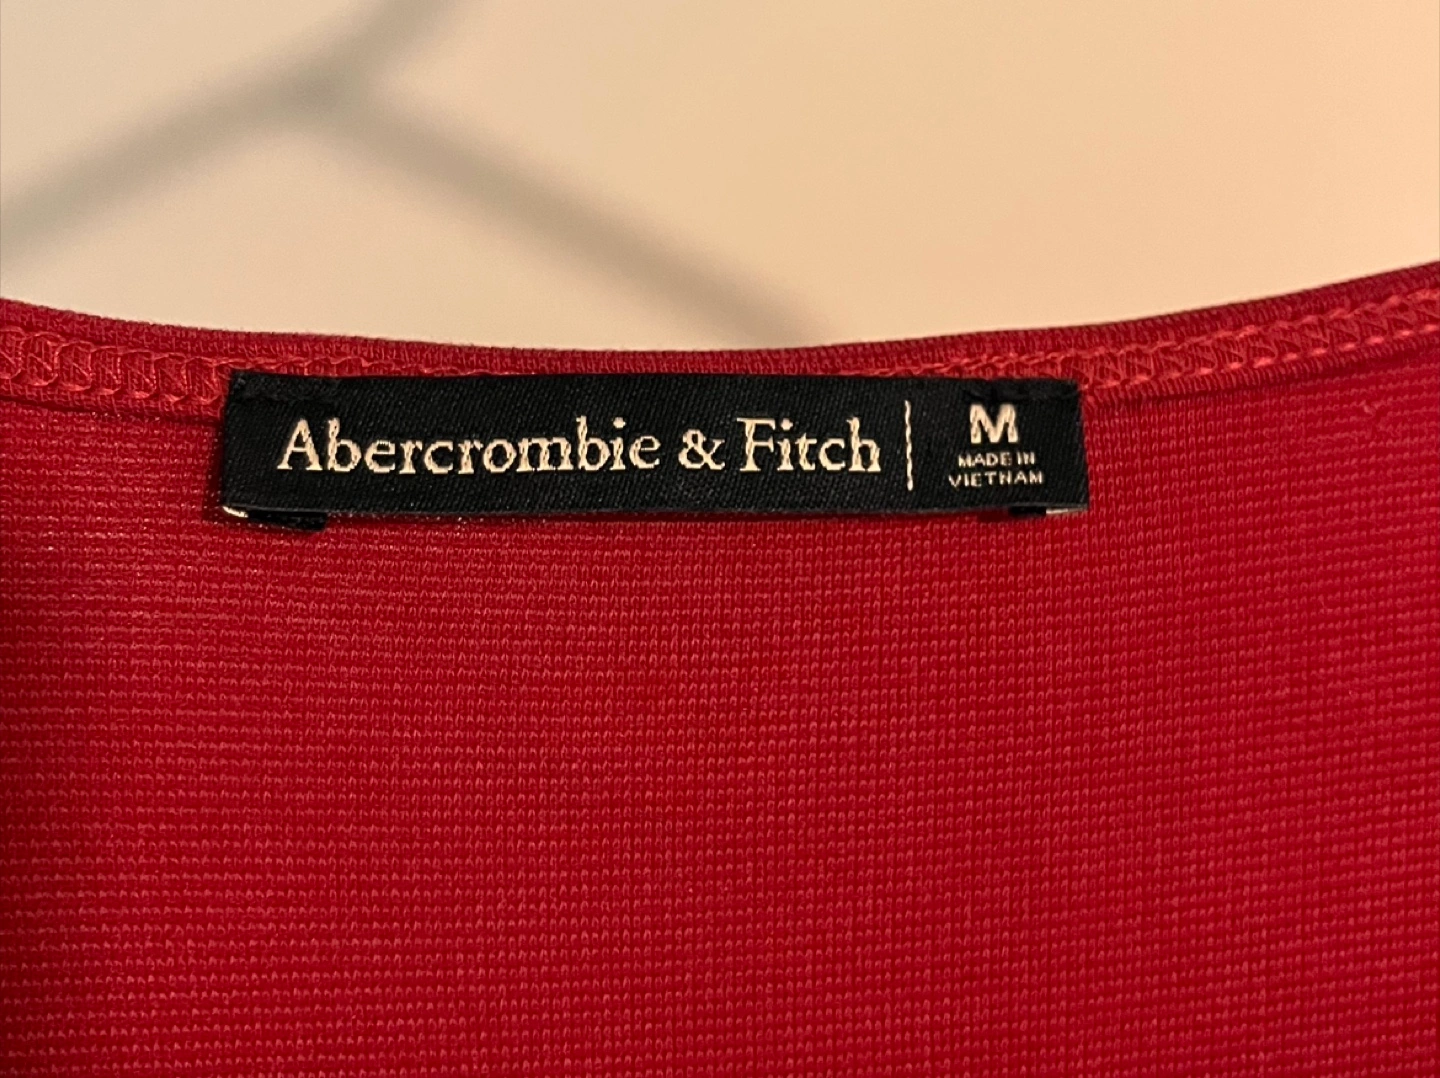 Abercrombie & Fitch
M
MADE IN
VIETNAM